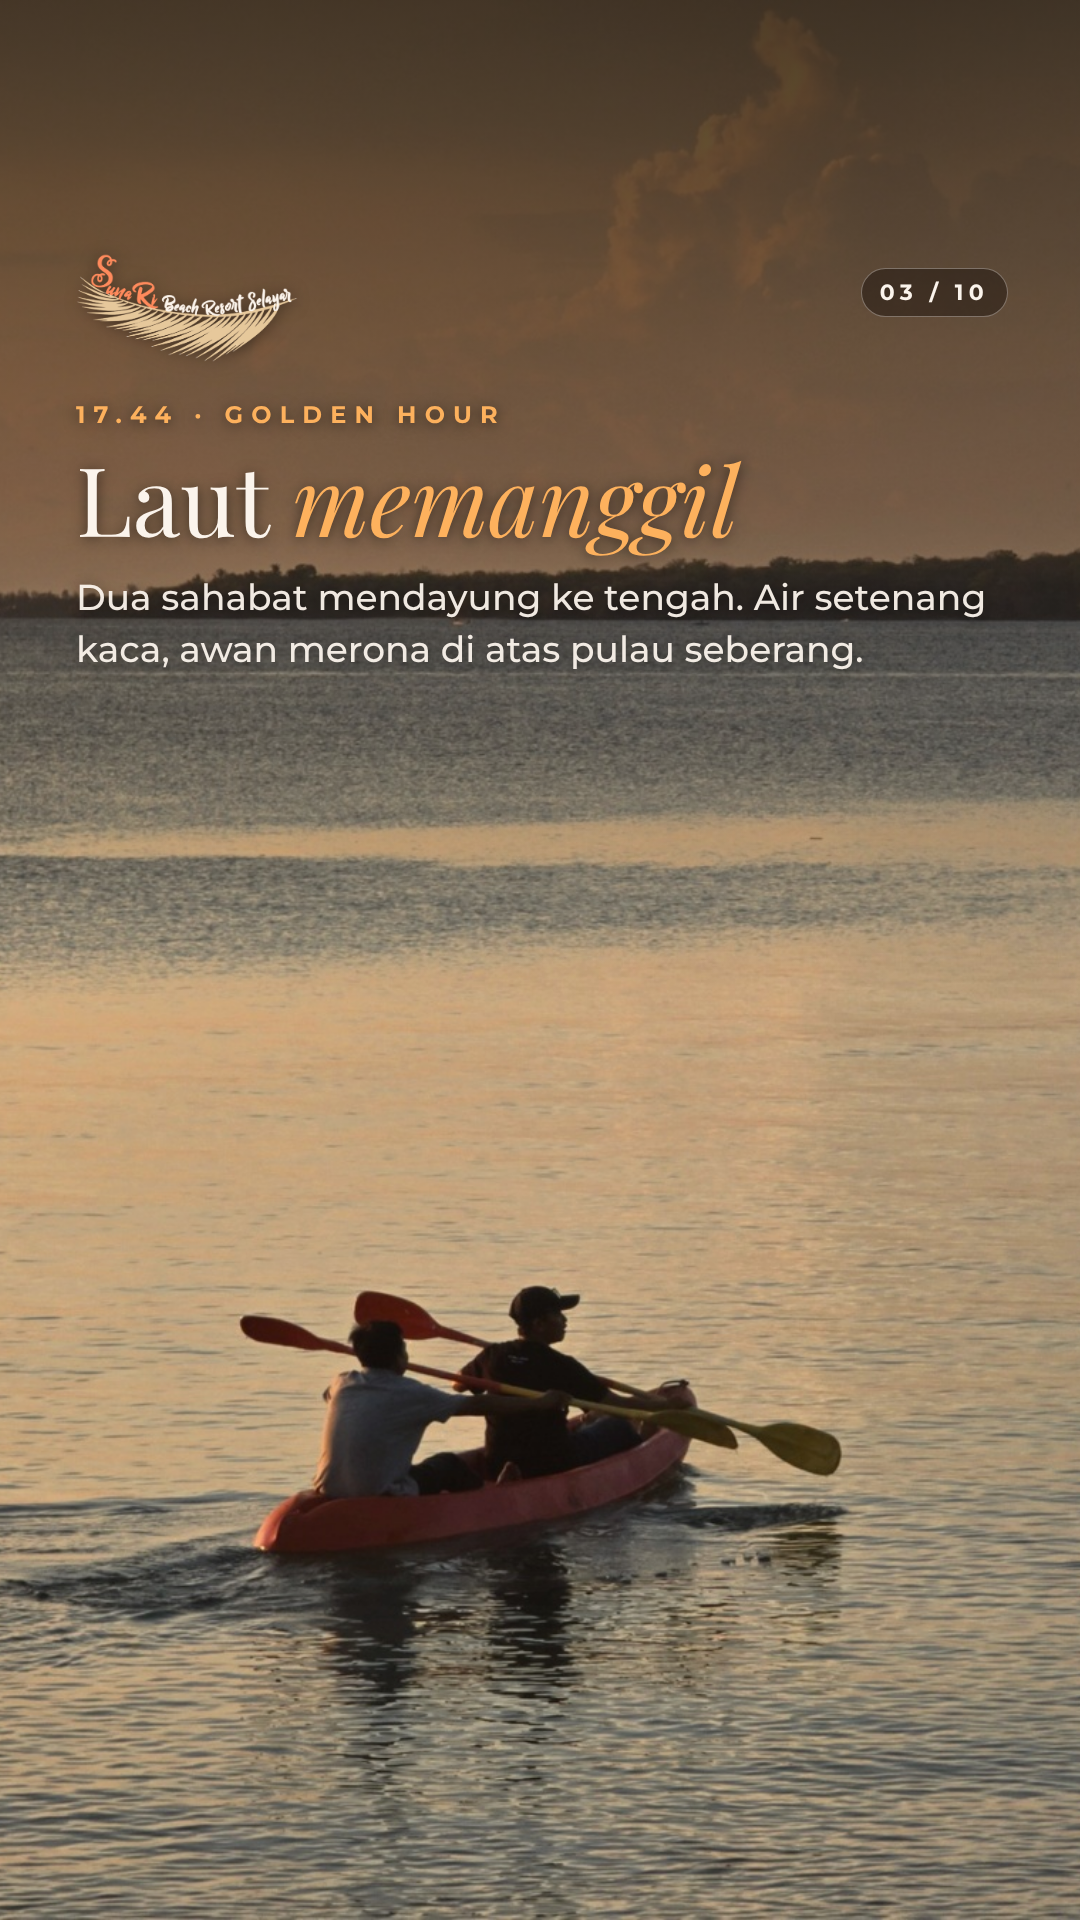 SunaRi Beach Resort Selayar
03 / 10
17.44 · GOLDEN HOUR
Laut memanggil
Dua sahabat mendayung ke tengah. Air setenang
kaca, awan merona di atas pulau seberang.